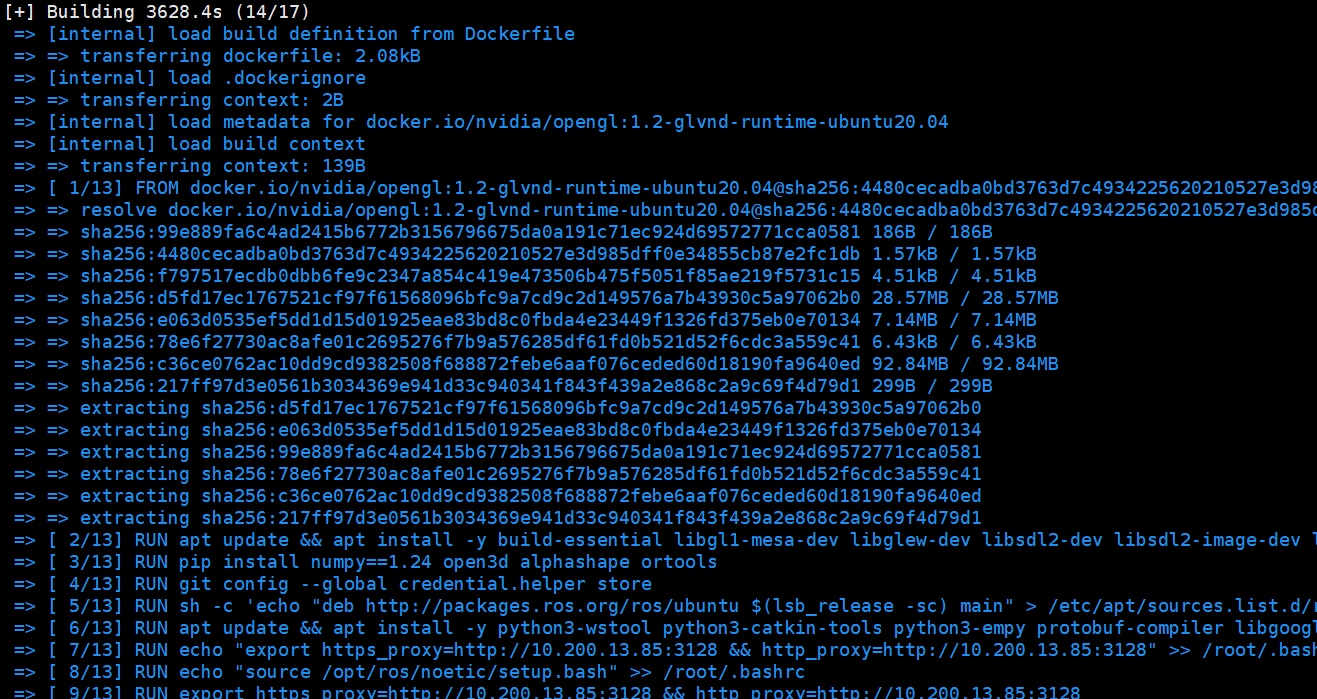 [+] Building 3628.4s (14/17)
=> [internal] load build definition from Dockerfile
=> => transferring dockerfile: 2.08kB
=> [internal] load .dockerignore
=> => transferring context: 2B
=> [internal] load metadata for docker.io/nvidia/opengl:1.2-glvnd-runtime-ubuntu20.04
=> [internal] load build context
=> => transferring context: 139B
=> [ 1/13] FROM docker.io/nvidia/opengl:1.2-glvnd-runtime-ubuntu20.04@sha256:4480cecadba0bd3763d7c4934225620210527e3d98
=> => resolve docker.io/nvidia/opengl:1.2-glvnd-runtime-ubuntu20.04@sha256:4480cecadba0bd3763d7c4934225620210527e3d985d
=> => sha256:99e889fa6c4ad2415b6772b3156796675da0a191c71ec924d69572771cca0581 186B / 186B
=> => sha256:4480cecadba0bd3763d7c4934225620210527e3d985dff0e34855cb87e2fc1db 1.57kB / 1.57kB
=> => sha256:f797517ecdb0dbb6fe9c2347a854c419e473506b475f5051f85ae219f5731c15 4.51kB / 4.51kB
=> => sha256:d5fd17ec1767521cf97f61568096bfc9a7cd9c2d149576a7b43930c5a97062b0 28.57MB / 28.57MB
=> => sha256:e063d0535ef5dd1d15d01925eae83bd8c0fbda4e23449f1326fd375eb0e70134 7.14MB / 7.14MB
=> => sha256:78e6f27730ac8afe01c2695276f7b9a576285df61fd0b521d52f6cdc3a559c41 6.43kB / 6.43kB
=> => sha256:c36ce0762ac10dd9cd9382508f688872febe6aaf076ceded60d18190fa9640ed 92.84MB / 92.84MB
=> => sha256:217ff97d3e0561b3034369e941d33c940341f843f439a2e868c2a9c69f4d79d1 299B / 299B
=> => extracting sha256:d5fd17ec1767521cf97f61568096bfc9a7cd9c2d149576a7b43930c5a97062b0
=> => extracting sha256:e063d0535ef5dd1d15d01925eae83bd8c0fbda4e23449f1326fd375eb0e70134
=> => extracting sha256:99e889fa6c4ad2415b6772b3156796675da0a191c71ec924d69572771cca0581
=> => extracting sha256:78e6f27730ac8afe01c2695276f7b9a576285df61fd0b521d52f6cdc3a559c41
=> => extracting sha256:c36ce0762ac10dd9cd9382508f688872febe6aaf076ceded60d18190fa9640ed
=> => extracting sha256:217ff97d3e0561b3034369e941d33c940341f843f439a2e868c2a9c69f4d79d1
=> [ 2/13] RUN apt update && apt install -y build-essential libgl1-mesa-dev libglew-dev libsdl2-dev libsdl2-image-dev
=> [ 3/13] RUN pip install numpy==1.24 open3d alphashape ortools
=> [ 4/13] RUN git config --global credential.helper store
=> [ 5/13] RUN sh -c 'echo "deb http://packages.ros.org/ros/ubuntu $(lsb_release -sc) main" > /etc/apt/sources.list.d/r
=> [ 6/13] RUN apt update && apt install -y python3-wstool python3-catkin-tools python3-empy protobuf-compiler libgoogl
=> [ 7/13] RUN echo "export https_proxy=http://10.200.13.85:3128 && http_proxy=http://10.200.13.85:3128" >> /root/.bash
=> [ 8/13] RUN echo "source /opt/ros/noetic/setup.bash" >> /root/.bashrc
=> [ 9/13] RUN export https_proxy=http://10.200.13.85:3128 && http_proxy=http://10.200.13.85:3128